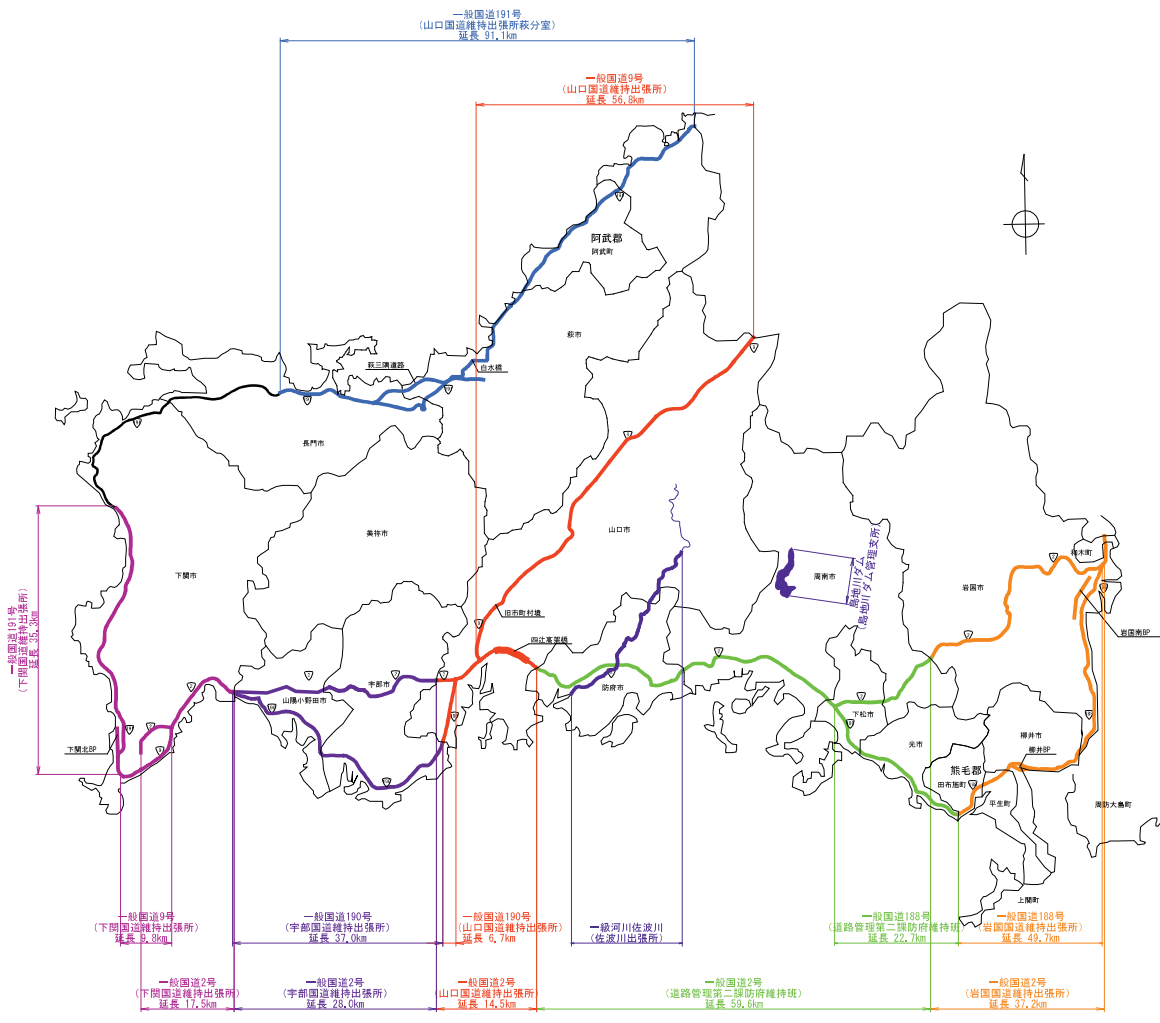 一般国道191号
(山口国道維持出張所萩分室)
延長 91.1km
一般国道9号
(山口国道維持出張所)
延長 56.8km
阿武郡
阿武町
萩市
萩三隅道路
白水橋
長門市
美祢市
山口市
下関市
一般国道191号
(下関国道維持出張所)
延長 35.3km
島地川ダム
(島地川ダム管理支所)
周南市
岩国市
和木町
岩国南BP
旧市町村境
四辻高架橋
宇部市
山陽小野田市
防府市
下松市
光市
柳井市
柳井BP
熊毛郡
田布施町
平生町
周防大島町
上関町
下関北BP
一般国道9号
(下関国道維持出張所)
延長 9.8km
一般国道190号
(宇部国道維持出張所)
延長 37.0km
一般国道190号
(山口国道維持出張所)
延長 6.7km
一級河川佐波川
(佐波川出張所)
一般国道188号
(道路管理第二課防府維持班)
延長 22.7km
一般国道188号
(岩国国道維持出張所)
延長 49.7km
一般国道2号
(下関国道維持出張所)
延長 17.5km
一般国道2号
(宇部国道維持出張所)
延長 28.0km
一般国道2号
(山口国道維持出張所)
延長 14.5km
一般国道2号
(道路管理第二課防府維持班)
延長 59.6km
一般国道2号
(岩国国道維持出張所)
延長 37.2km